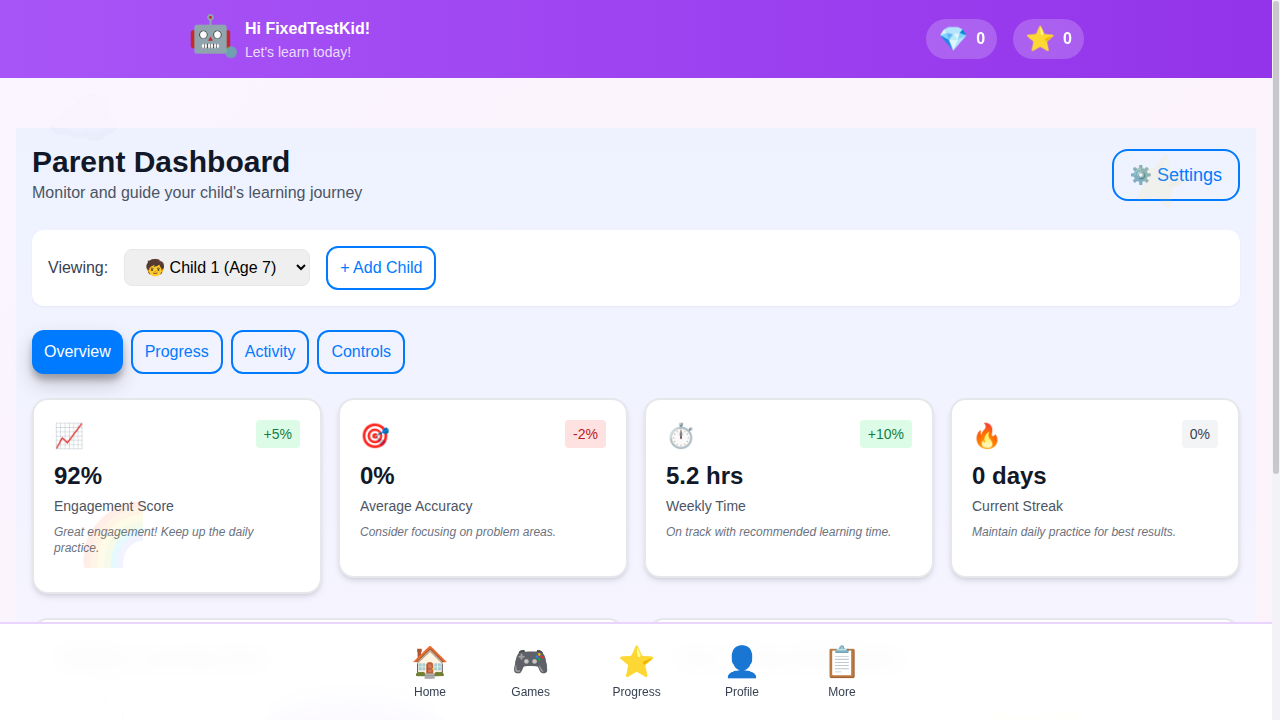 Hi FixedTestKid!
Let's learn today!
0
0
Parent Dashboard
Monitor and guide your child's learning journey
Settings
Viewing:
Child 1 (Age 7)
+ Add Child
Overview
Progress
Activity
Controls
+5%
92%
Engagement Score
Great engagement! Keep up the daily
practice.
-2%
0%
Average Accuracy
Consider focusing on problem areas.
+10%
5.2 hrs
Weekly Time
On track with recommended learning time.
0%
0 days
Current Streak
Maintain daily practice for best results.
Home
Games
Progress
Profile
More